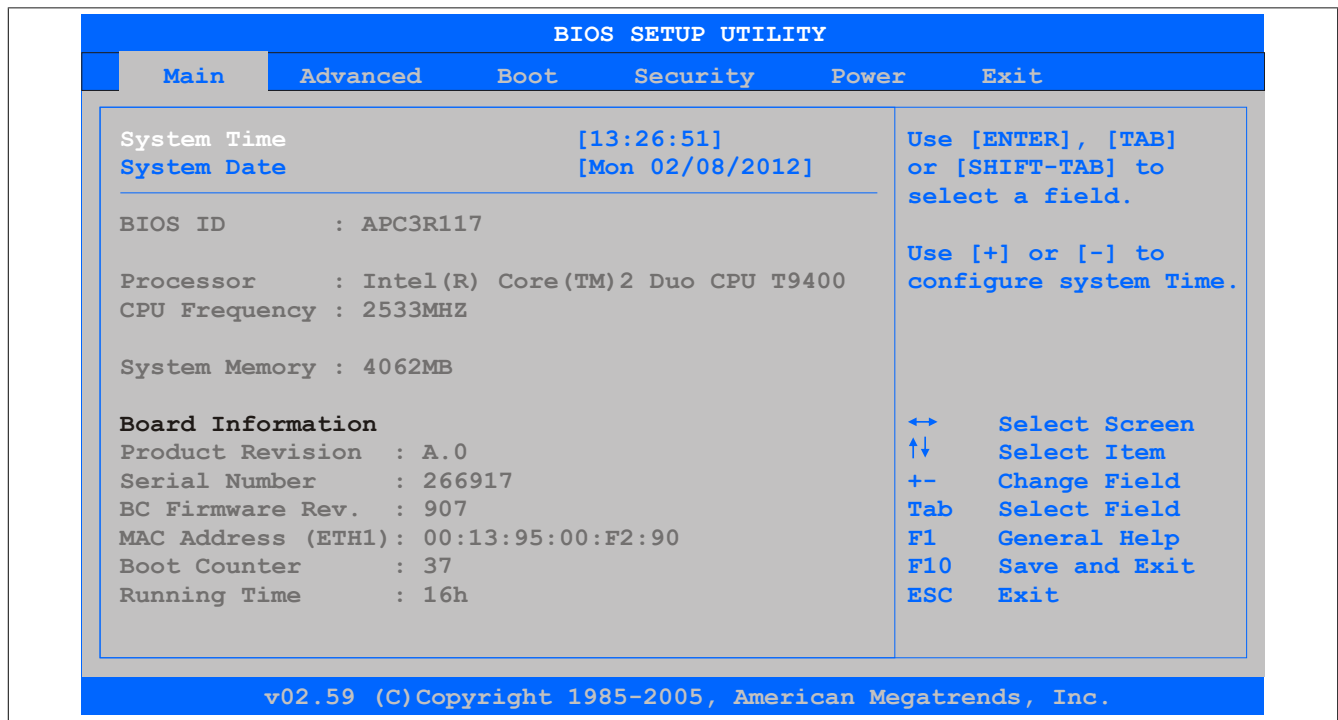 BIOS SETUP UTILITY
Main Advanced Boot Security Power Exit
System Time [13:26:51]
System Date [Mon 02/08/2012]
BIOS ID : APC3R117
Processor : Intel(R) Core(TM)2 Duo CPU T9400
CPU Frequency : 2533MHZ
System Memory : 4062MB
Board Information
Product Revision : A.0
Serial Number : 266917
BC Firmware Rev. : 907
MAC Address (ETH1): 00:13:95:00:F2:90
Boot Counter : 37
Running Time : 16h
Use [ENTER], [TAB]
or [SHIFT-TAB] to
select a field.
Use [+] or [-] to
configure system Time.
↔ Select Screen
↑↓ Select Item
+- Change Field
Tab Select Field
F1 General Help
F10 Save and Exit
ESC Exit
v02.59 (C)Copyright 1985-2005, American Megatrends, Inc.